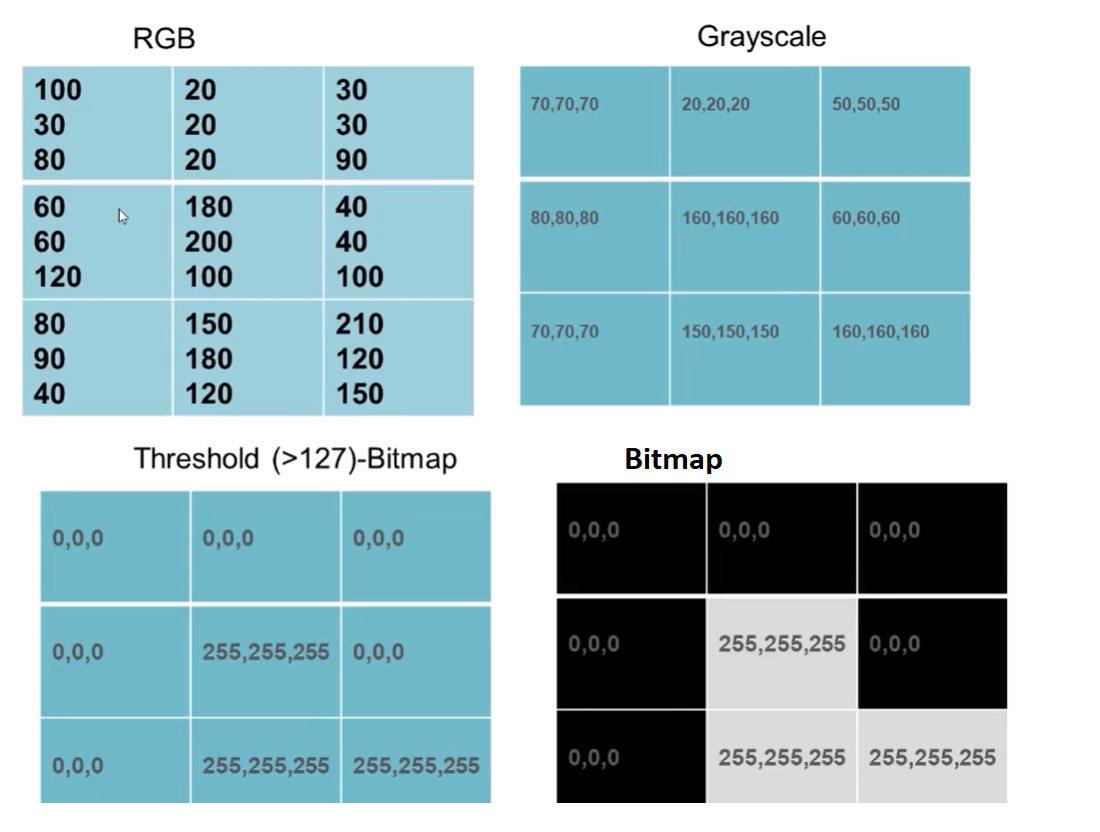 RGB
100 20 30
30 20 30
80 20 90
60 180 40
60 200 40
120 100 100
80 150 210
90 180 120
40 120 150
Grayscale
70,70,70 20,20,20 50,50,50
80,80,80 160,160,160 60,60,60
70,70,70 150,150,150 160,160,160
Threshold (>127)-Bitmap
0,0,0 0,0,0 0,0,0
0,0,0 255,255,255 0,0,0
0,0,0 255,255,255 255,255,255
Bitmap
0,0,0 0,0,0 0,0,0
0,0,0 255,255,255 0,0,0
0,0,0 255,255,255 255,255,255